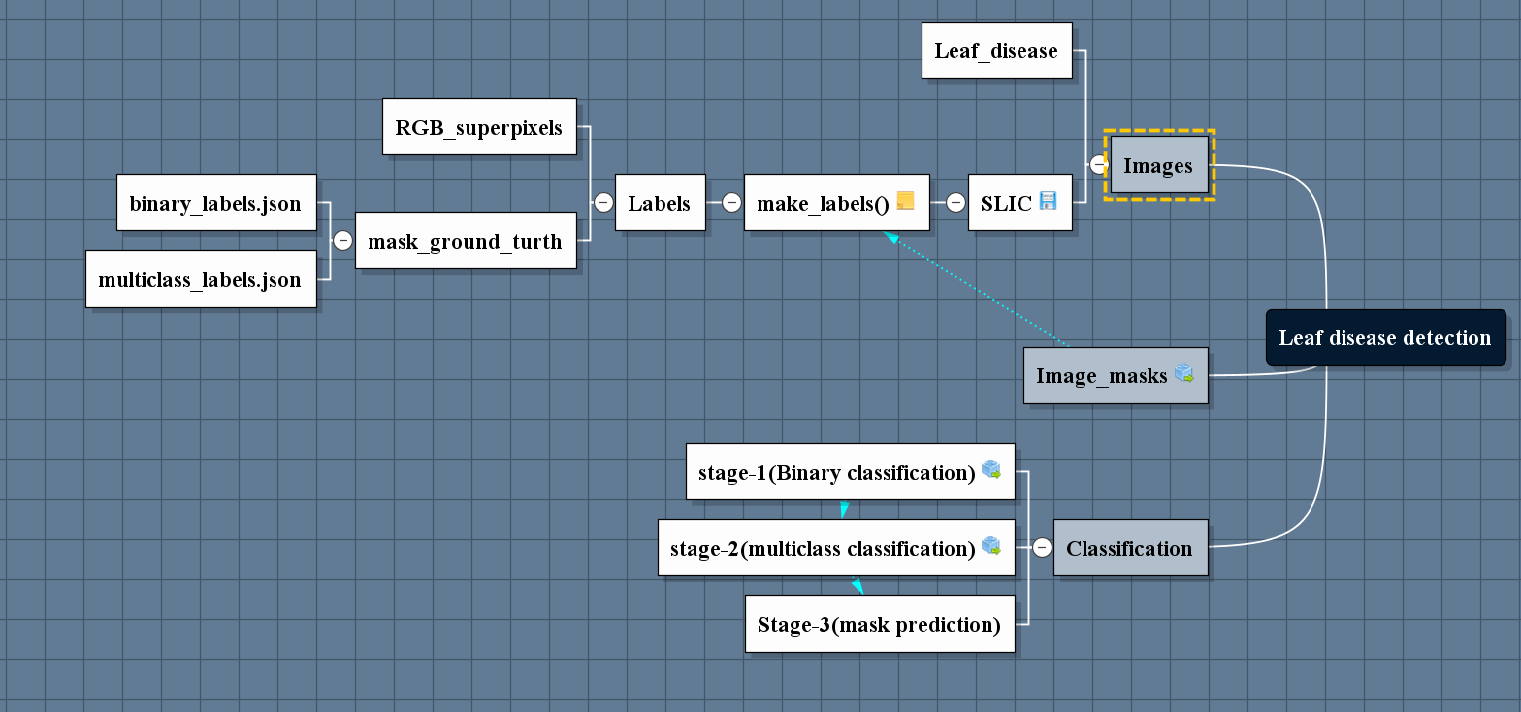 Leaf_disease
RGB_superpixels
Images
binary_labels.json
Labels
make_labels()
SLIC
mask_ground_turth
multiclass_labels.json
Leaf disease detection
Image_masks
stage-1(Binary classification)
stage-2(multiclass classification)
Classification
Stage-3(mask prediction)